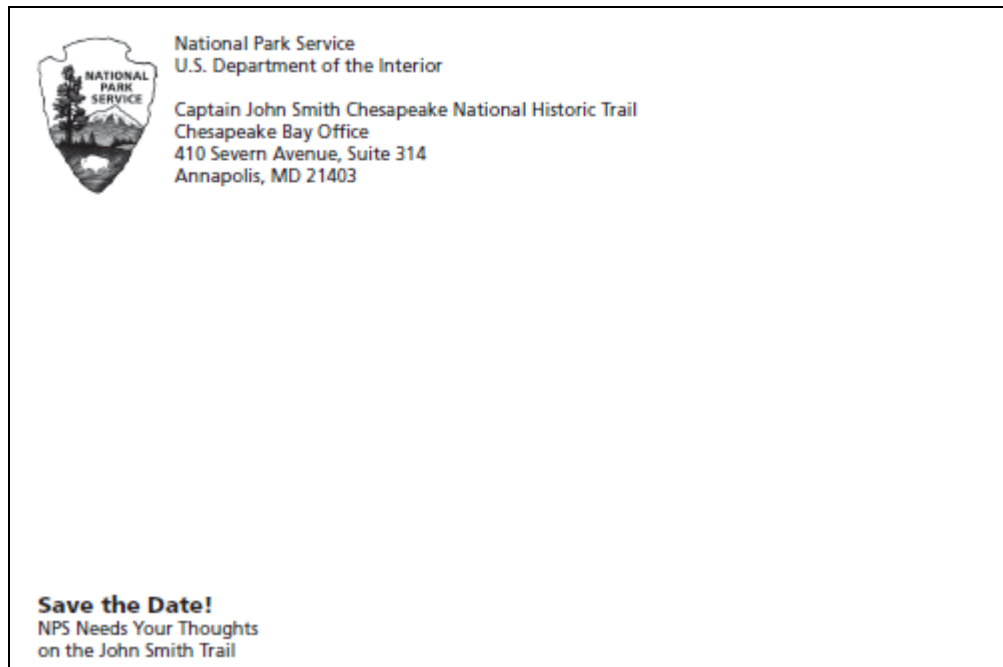 NATIONAL
PARK
SERVICE
National Park Service
U.S. Department of the Interior
Captain John Smith Chesapeake National Historic Trail
Chesapeake Bay Office
410 Severn Avenue, Suite 314
Annapolis, MD 21403
Save the Date!
NPS Needs Your Thoughts
on the John Smith Trail